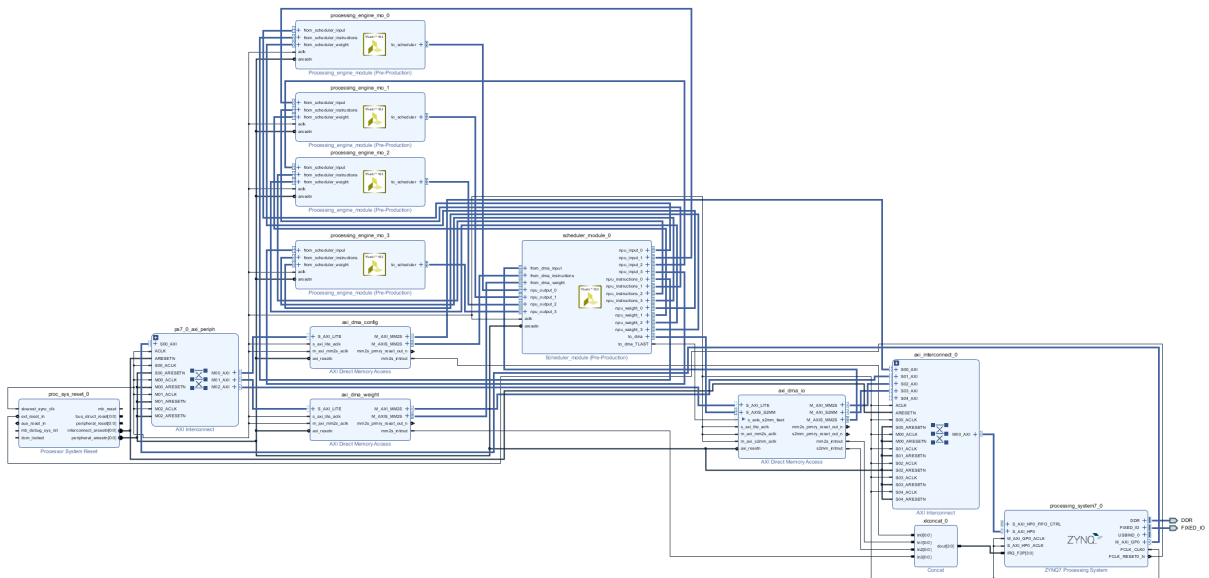 processing_engine_mo_0
from_scheduler_input
from_scheduler_instructions
from_scheduler_weight
aclk
aresetn
to_scheduler
Processing_engine_module (Pre-Production)
processing_engine_mo_1
from_scheduler_input
from_scheduler_instructions
from_scheduler_weight
aclk
aresetn
to_scheduler
Processing_engine_module (Pre-Production)
processing_engine_mo_2
from_scheduler_input
from_scheduler_instructions
from_scheduler_weight
aclk
aresetn
to_scheduler
Processing_engine_module (Pre-Production)
processing_engine_mo_3
from_scheduler_input
from_scheduler_instructions
from_scheduler_weight
aclk
aresetn
to_scheduler
Processing_engine_module (Pre-Production)
scheduler_module_0
from_dma_input
from_dma_instructions
from_dma_weight
npu_output_0
npu_output_1
npu_output_2
npu_output_3
aclk
aresetn
npu_input_0
npu_input_1
npu_input_2
npu_input_3
npu_instructions_0
npu_instructions_1
npu_instructions_2
npu_instructions_3
npu_weight_0
npu_weight_1
npu_weight_2
npu_weight_3
to_dma
to_dma_TLAST
Scheduler_module (Pre-Production)
ps7_0_axi_periph
S00_AXI
ACLK
ARESETN
S00_ACLK
S00_ARESETN
M00_ACLK
M00_ARESETN
M01_ACLK
M01_ARESETN
M02_ACLK
M02_ARESETN
M00_AXI
M01_AXI
M02_AXI
AXI Interconnect
axi_dma_config
S_AXI_LITE
s_axi_lite_aclk
m_axi_mm2s_aclk
axi_resetn
M_AXI_MM2S
M_AXIS_MM2S
mm2s_prmry_reset_out_n
mm2s_introut
AXI Direct Memory Access
axi_dma_weight
S_AXI_LITE
s_axi_lite_aclk
m_axi_mm2s_aclk
axi_resetn
M_AXI_MM2S
M_AXIS_MM2S
mm2s_prmry_reset_out_n
mm2s_introut
AXI Direct Memory Access
proc_sys_reset_0
slowest_sync_clk
ext_reset_in
aux_reset_in
mb_debug_sys_rst
dcm_locked
mb_reset
bus_struct_reset[0:0]
peripheral_reset[0:0]
interconnect_aresetn[0:0]
peripheral_aresetn[0:0]
Processor System Reset
axi_dma_io
S_AXI_LITE
S_AXIS_S2MM
s_axis_s2mm_tlast
s_axi_lite_aclk
m_axi_mm2s_aclk
m_axi_s2mm_aclk
axi_resetn
M_AXI_MM2S
M_AXI_S2MM
M_AXIS_MM2S
mm2s_prmry_reset_out_n
s2mm_prmry_reset_out_n
mm2s_introut
s2mm_introut
AXI Direct Memory Access
axi_interconnect_0
S00_AXI
S01_AXI
S02_AXI
S03_AXI
S04_AXI
ACLK
ARESETN
S00_ACLK
S00_ARESETN
M00_ACLK
M00_ARESETN
S01_ACLK
S01_ARESETN
S02_ACLK
S02_ARESETN
S03_ACLK
S03_ARESETN
S04_ACLK
S04_ARESETN
M00_AXI
AXI Interconnect
xlconcat_0
In0[0:0]
In1[0:0]
In2[0:0]
In3[0:0]
dout[3:0]
Concat
processing_system7_0
S_AXI_HP0_FIFO_CTRL
S_AXI_HP0
M_AXI_GP0_ACLK
S_AXI_HP0_ACLK
IRQ_F2P[3:0]
ZYNQ
DDR
FIXED_IO
USBIND_0
M_AXI_GP0
FCLK_CLK0
FCLK_RESET0_N
ZYNQ7 Processing System
DDR
FIXED_IO